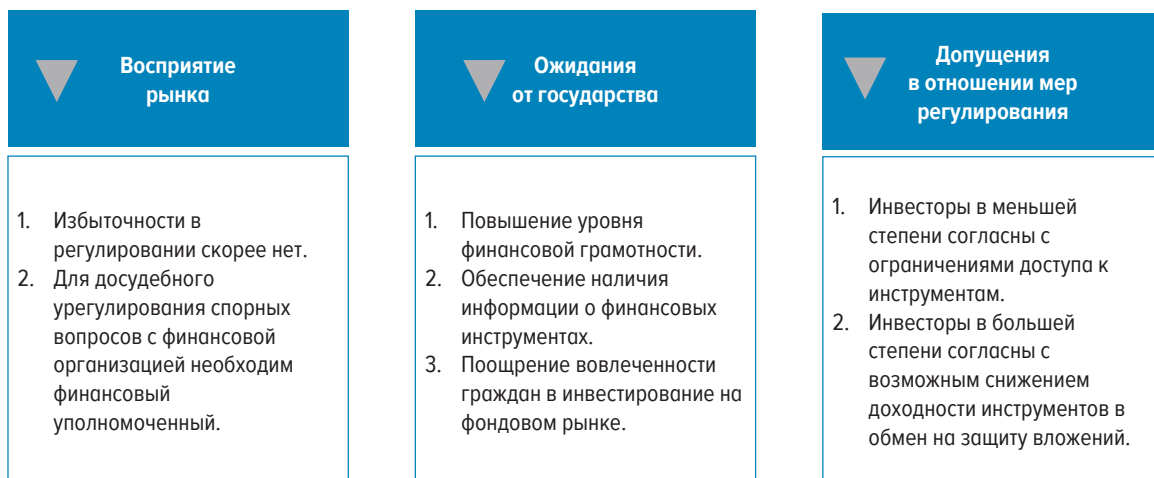 Восприятие
рынка
1. Избыточности в
регулировании скорее нет.
2. Для досудебного
урегулирования спорных
вопросов с финансовой
организацией необходим
финансовый
уполномоченный.
Ожидания
от государства
1. Повышение уровня
финансовой грамотности.
2. Обеспечение наличия
информации о финансовых
инструментах.
3. Поощрение вовлеченности
граждан в инвестирование на
фондовом рынке.
Допущения
в отношении мер
регулирования
1. Инвесторы в меньшей
степени согласны с
ограничениями доступа к
инструментам.
2. Инвесторы в большей
степени согласны с
возможным снижением
доходности инструментов в
обмен на защиту вложений.